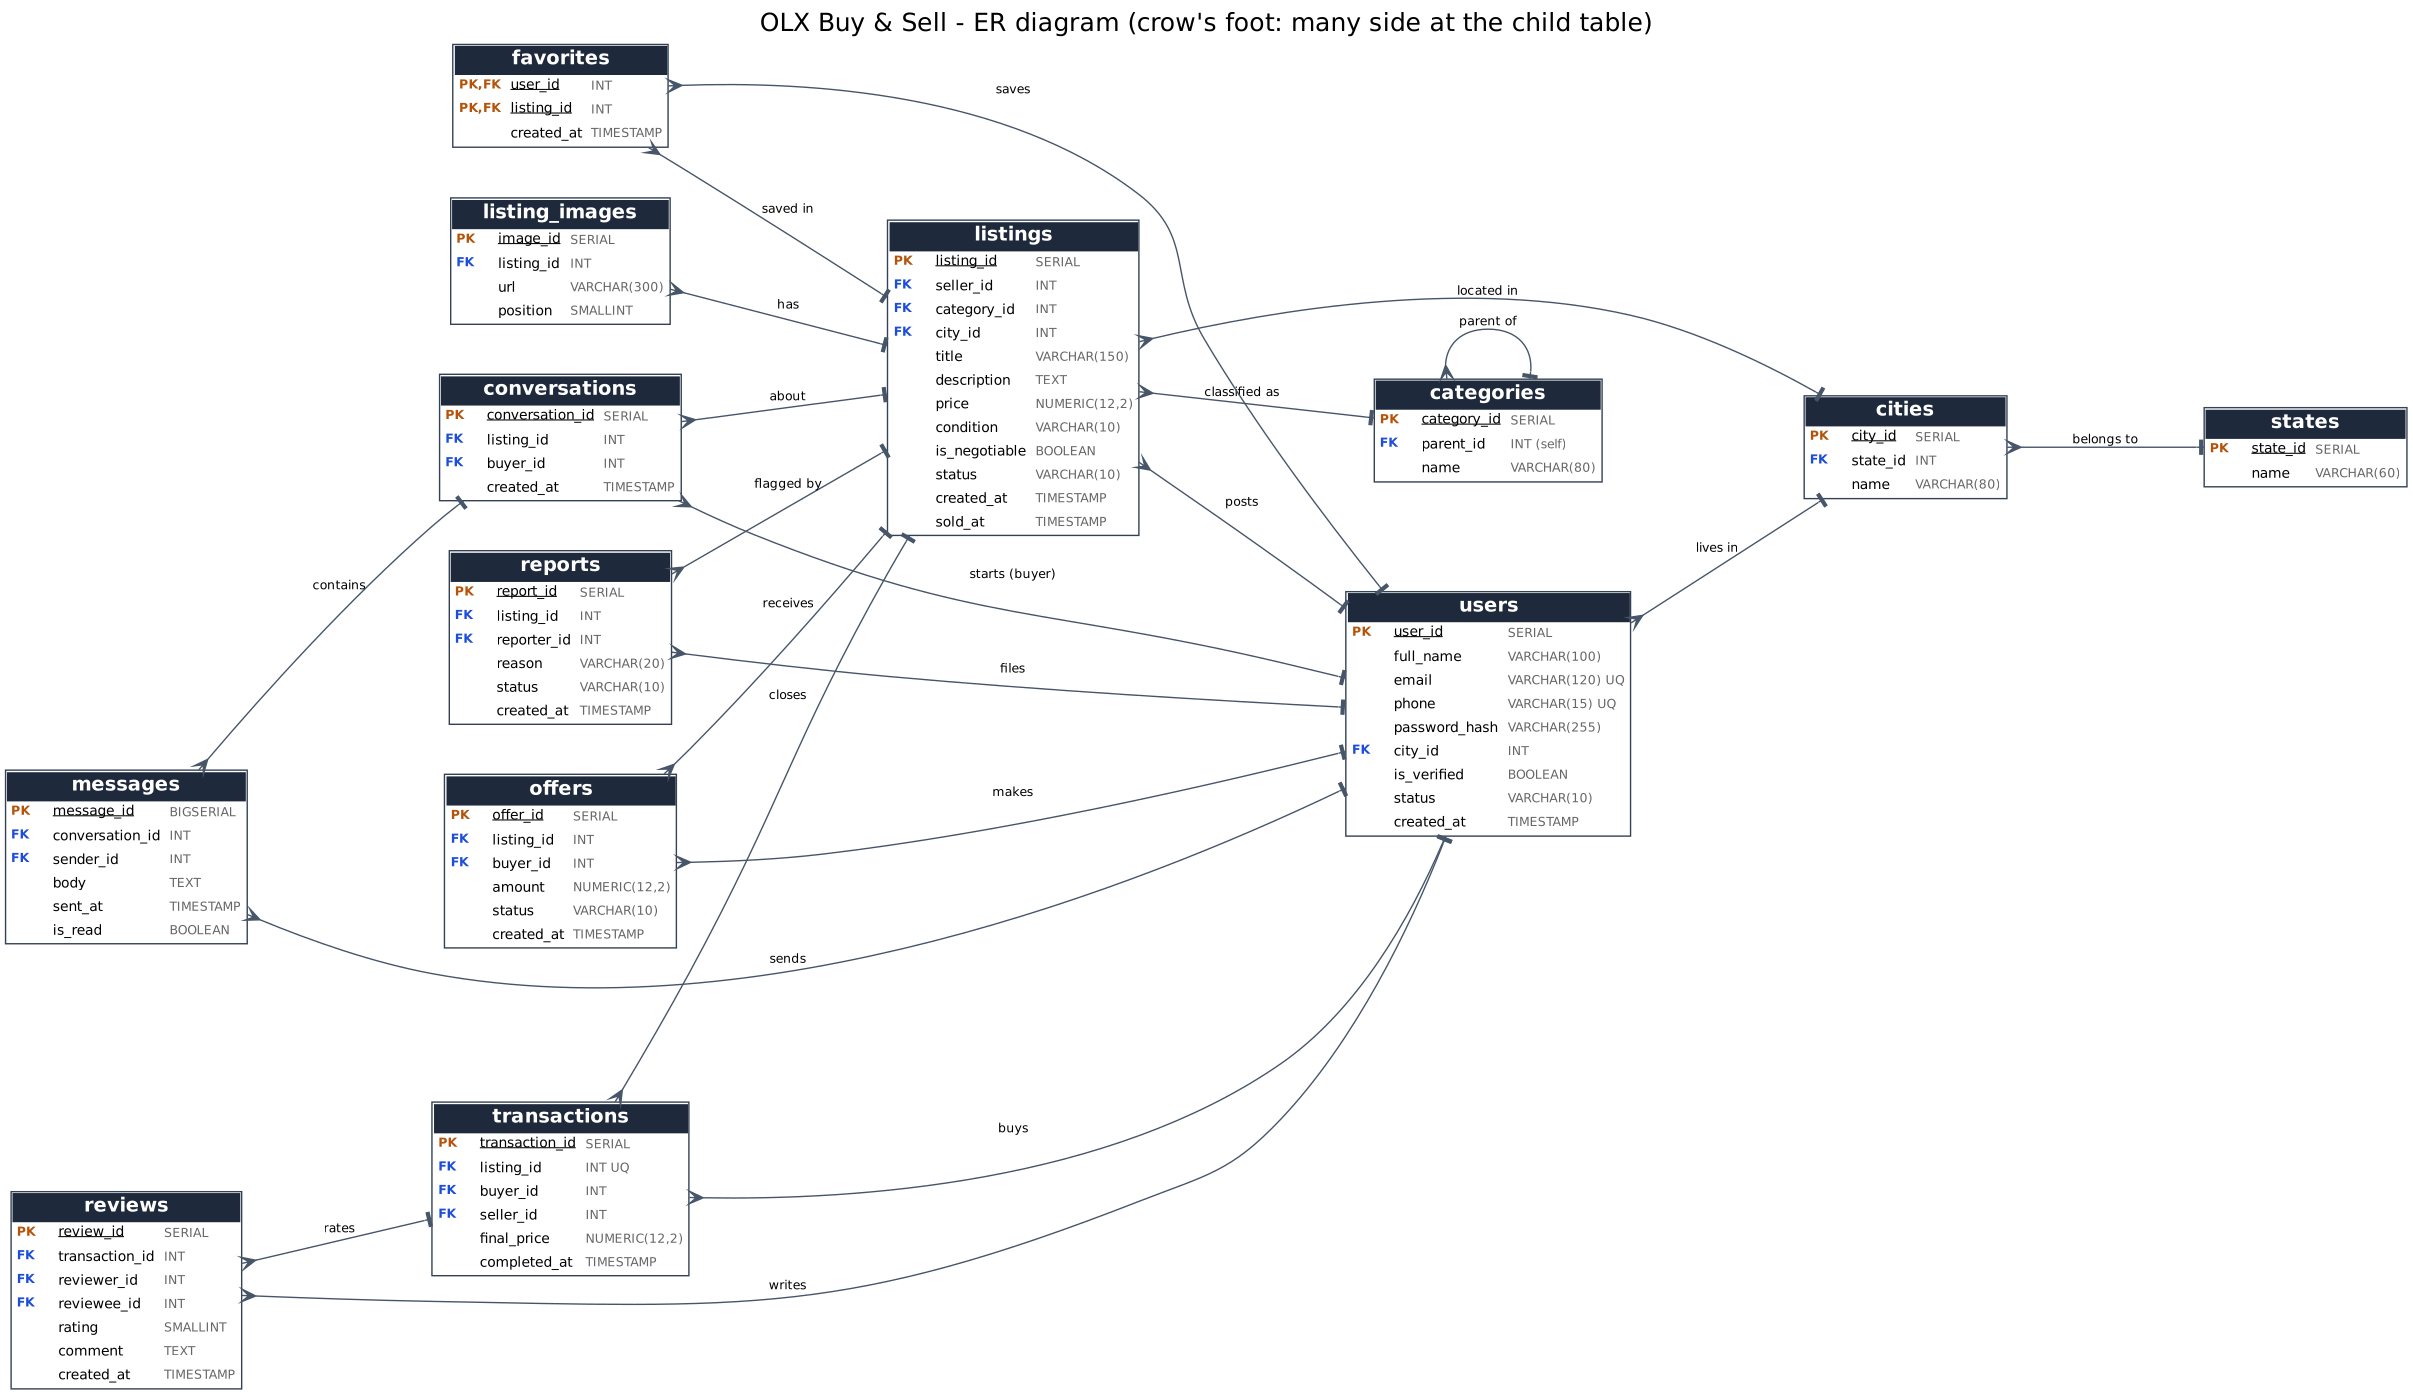 OLX Buy & Sell - ER diagram (crow's foot: many side at the child table)
favorites
PK,FK user_id INT
PK,FK listing_id INT
created_at TIMESTAMP
saves
saved in
listing_images
PK image_id SERIAL
FK listing_id INT
url VARCHAR(300)
position SMALLINT
has
listings
PK listing_id SERIAL
FK seller_id INT
FK category_id INT
FK city_id INT
title VARCHAR(150)
description TEXT
price NUMERIC(12,2)
condition VARCHAR(10)
is_negotiable BOOLEAN
status VARCHAR(10)
created_at TIMESTAMP
sold_at TIMESTAMP
located in
parent of
classified as
categories
PK category_id SERIAL
FK parent_id INT (self)
name VARCHAR(80)
cities
PK city_id SERIAL
FK state_id INT
name VARCHAR(80)
belongs to
states
PK state_id SERIAL
name VARCHAR(60)
conversations
PK conversation_id SERIAL
FK listing_id INT
FK buyer_id INT
created_at TIMESTAMP
about
flagged by
posts
lives in
contains
starts (buyer)
reports
PK report_id SERIAL
FK listing_id INT
FK reporter_id INT
reason VARCHAR(20)
status VARCHAR(10)
created_at TIMESTAMP
receives
files
closes
users
PK user_id SERIAL
full_name VARCHAR(100)
email VARCHAR(120) UQ
phone VARCHAR(15) UQ
password_hash VARCHAR(255)
FK city_id INT
is_verified BOOLEAN
status VARCHAR(10)
created_at TIMESTAMP
messages
PK message_id BIGSERIAL
FK conversation_id INT
FK sender_id INT
body TEXT
sent_at TIMESTAMP
is_read BOOLEAN
offers
PK offer_id SERIAL
FK listing_id INT
FK buyer_id INT
amount NUMERIC(12,2)
status VARCHAR(10)
created_at TIMESTAMP
makes
sends
transactions
PK transaction_id SERIAL
FK listing_id INT UQ
FK buyer_id INT
FK seller_id INT
final_price NUMERIC(12,2)
completed_at TIMESTAMP
buys
reviews
PK review_id SERIAL
FK transaction_id INT
FK reviewer_id INT
FK reviewee_id INT
rating SMALLINT
comment TEXT
created_at TIMESTAMP
rates
writes